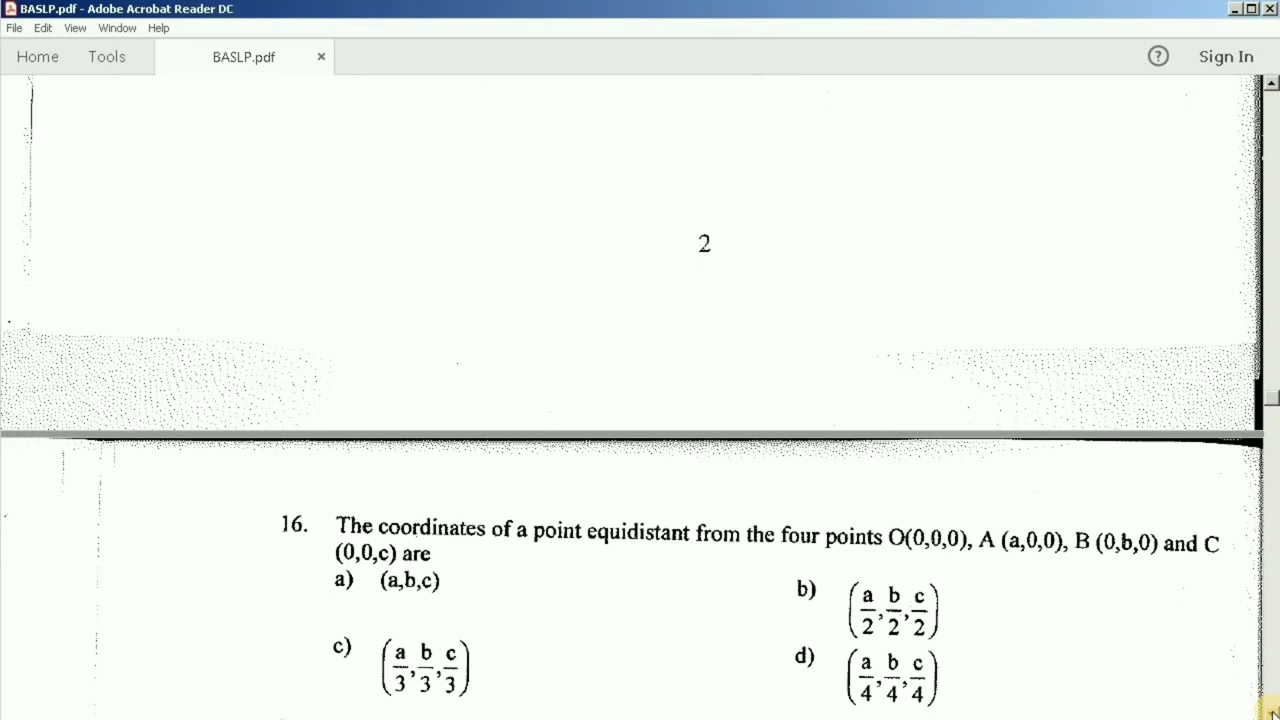 BASLP.pdf - Adobe Acrobat Reader DC
File Edit View Window Help
Home Tools BASLP.pdf × ? Sign In
2
16. The coordinates of a point equidistant from the four points O(0,0,0), A (a,0,0), B (0,b,0) and C
(0,0,c) are
a) (a,b,c)
b) (a/2, b/2, c/2)
c) (a/3, b/3, c/3)
d) (a/4, b/4, c/4)